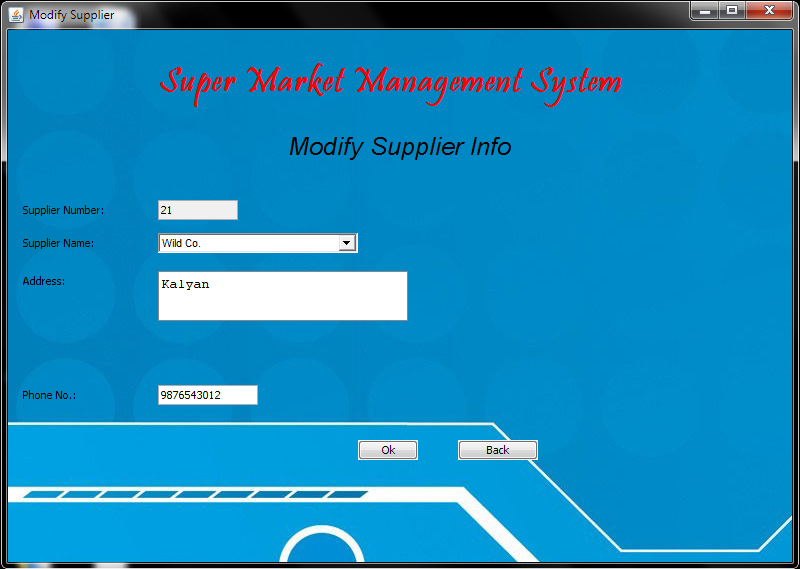 Modify Supplier
Super Market Management System
Modify Supplier Info
Supplier Number: 21
Supplier Name: Wild Co.
Address: Kalyan
Phone No.: 9876543012
Ok Back